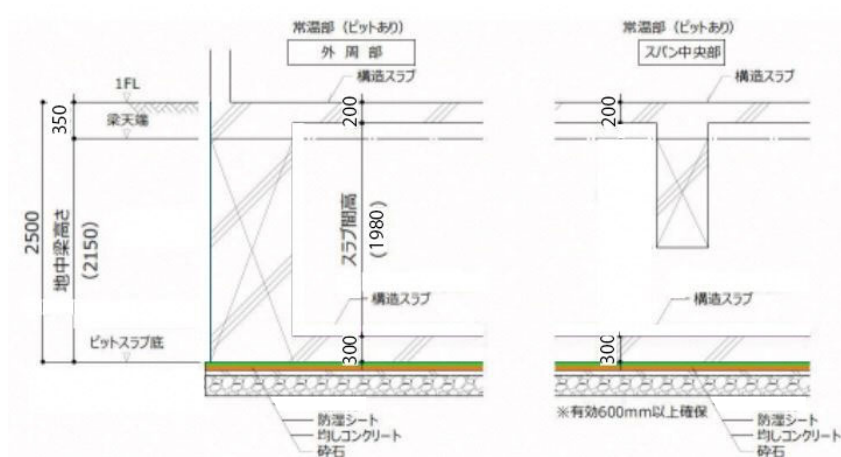 常温部（ピットあり）
外周部
構造スラブ
1FL
梁天端
350
2500
地中梁高さ
(2150)
200
スラブ間高
(1980)
構造スラブ
ピットスラブ底
300
防湿シート
均しコンクリート
砕石
常温部（ピットあり）
スパン中央部
構造スラブ
200
構造スラブ
300
※有効600mm以上確保
防湿シート
均しコンクリート
砕石